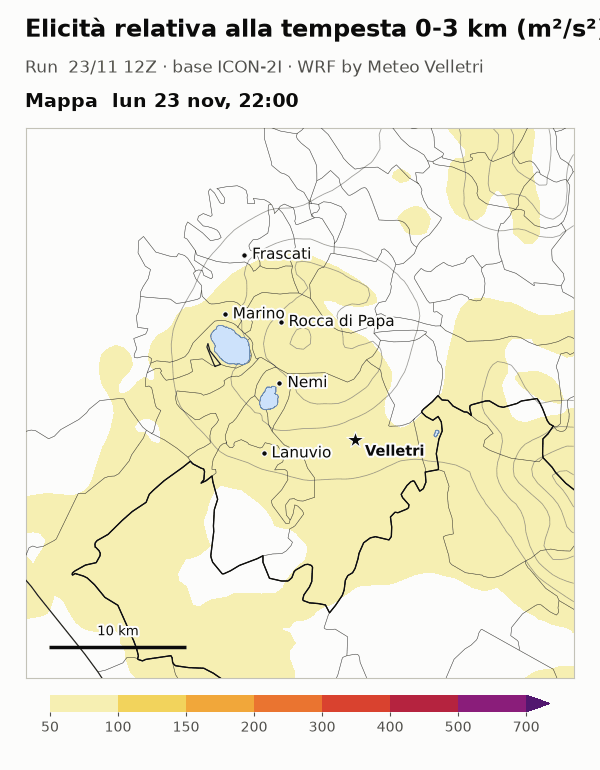 Elicità relativa alla tempesta 0-3 km (m²/s²)
Run  23/11 12Z · base ICON-2I · WRF by Meteo Velletri
Mappa  lun 23 nov, 22:00
Frascati
Marino
Rocca di Papa
Nemi
Velletri
Lanuvio
10 km
50 100 150 200 300 400 500 700